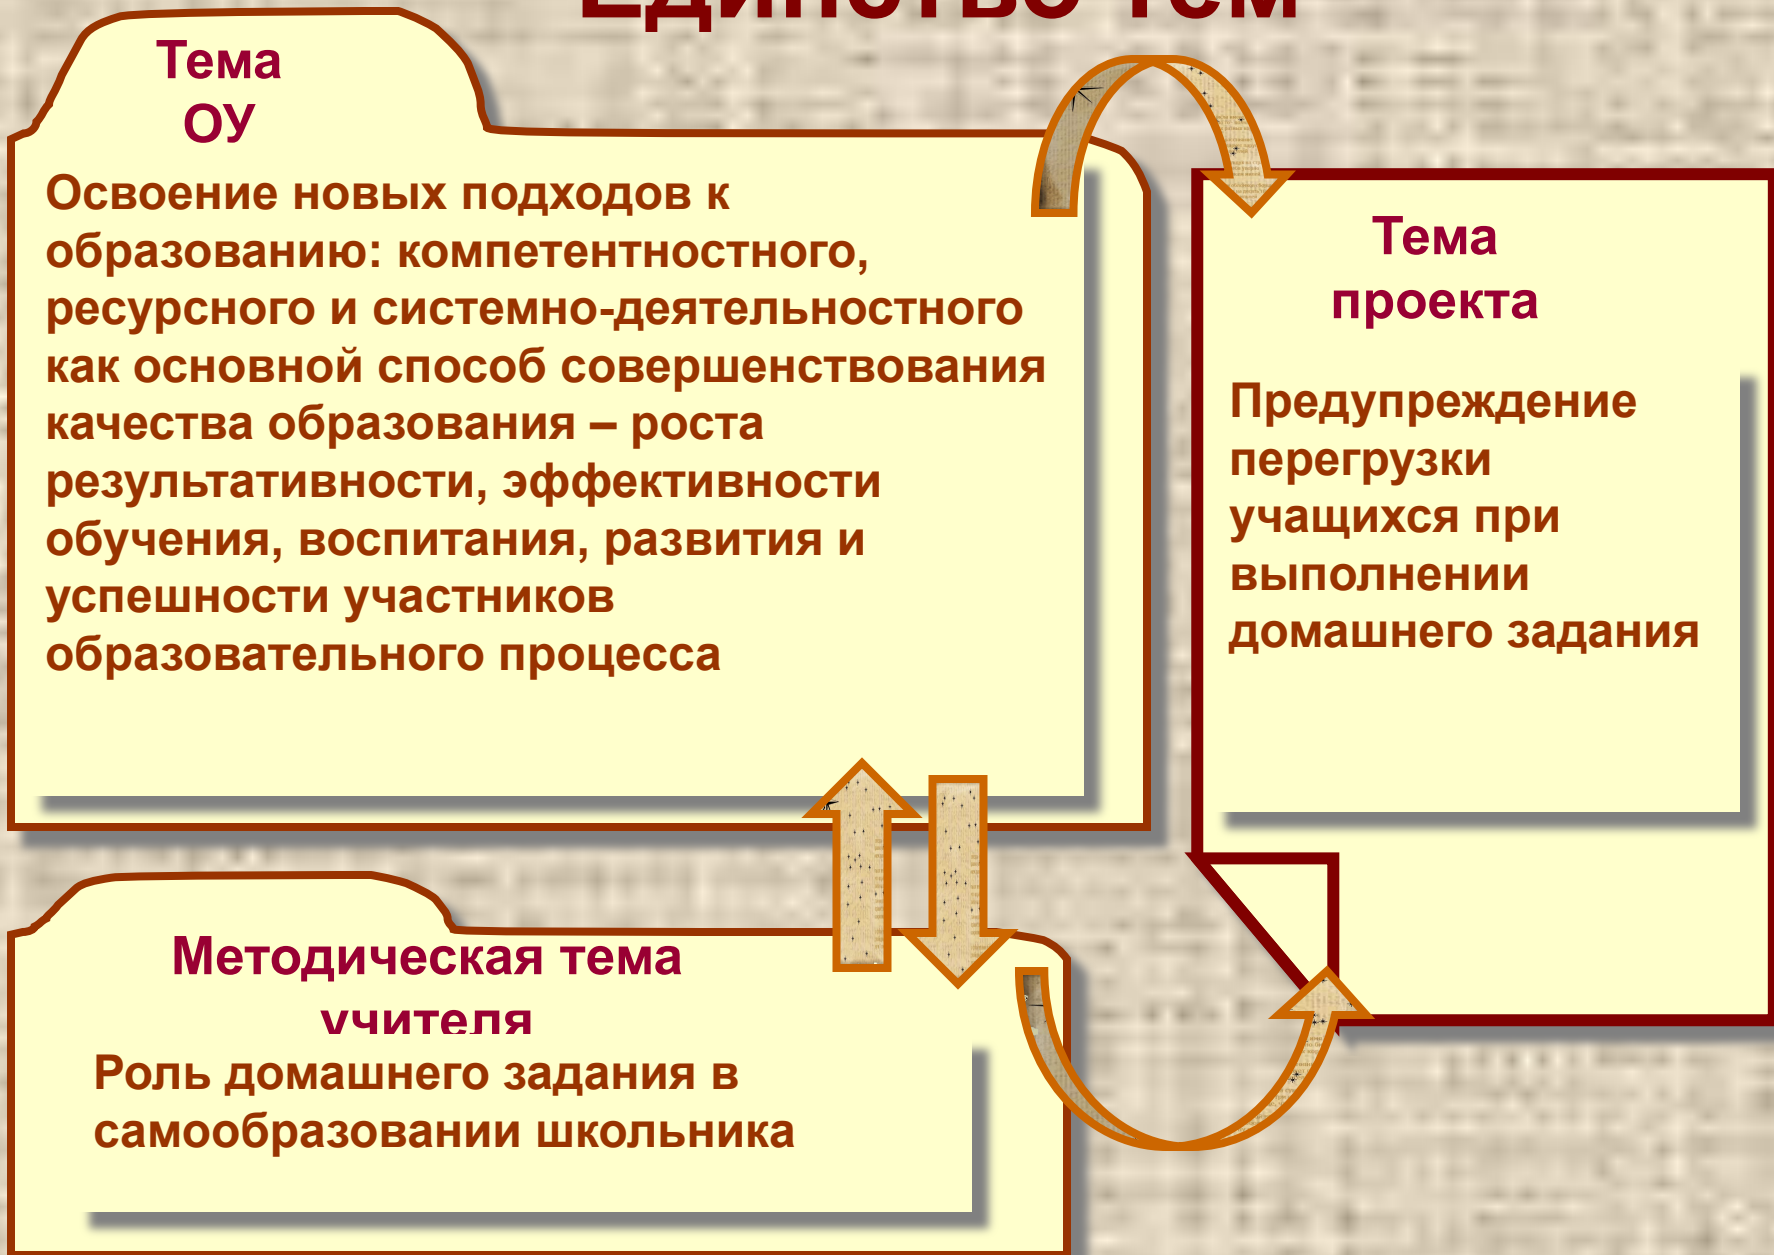 Единство тем
Тема
ОУ
Освоение новых подходов к
образованию: компетентностного,
ресурсного и системно-деятельностного
как основной способ совершенствования
качества образования – роста
результативности, эффективности
обучения, воспитания, развития и
успешности участников
образовательного процесса
Тема
проекта
Предупреждение
перегрузки
учащихся при
выполнении
домашнего задания
Методическая тема
учителя
Роль домашнего задания в
самообразовании школьника